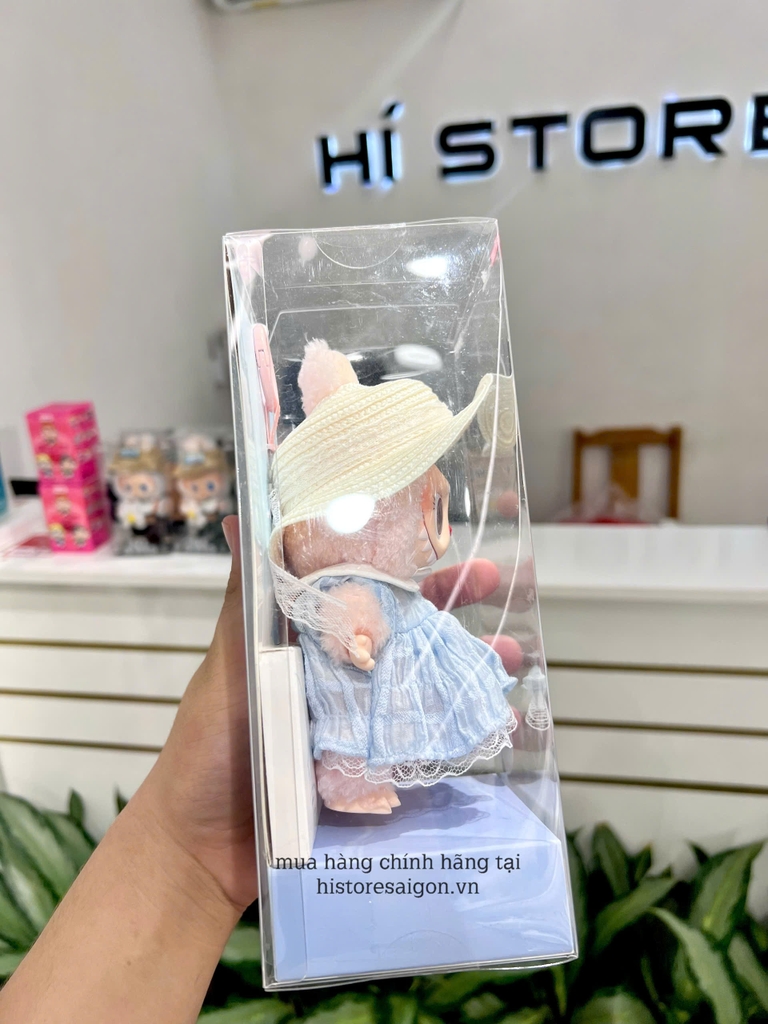 HÍ STORE
mua hàng chính hãng tại
historesaigon.vn